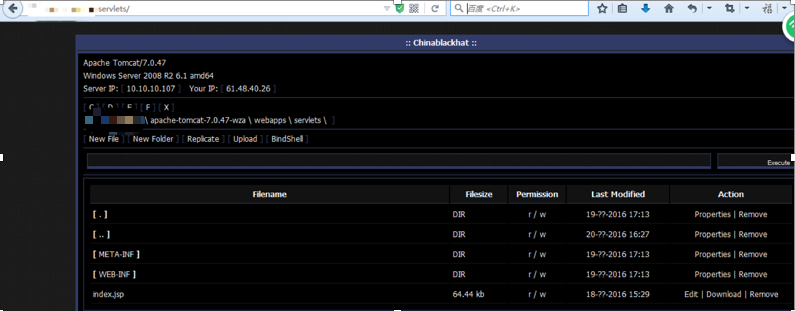 servlets/
百度 <Ctrl+K>
:: Chinablackhat ::
Apache Tomcat/7.0.47
Windows Server 2008 R2 6.1 amd64
Server IP: [ 10.10.10.107 ] Your IP: [ 61.48.40.26 ]
[ C ] [ D ] [ E ] [ F ] [ X ]
\ apache-tomcat-7.0.47-wza \ webapps \ servlets \ ]
[ New File ] [ New Folder ] [ Replicate ] [ Upload ] [ BindShell ]
Execute
Filename Filesize Permission Last Modified Action
[ . ] DIR r / w 19-??-2016 17:13 Properties | Remove
[ .. ] DIR r / w 20-??-2016 16:27 Properties | Remove
[ META-INF ] DIR r / w 19-??-2016 17:13 Properties | Remove
[ WEB-INF ] DIR r / w 19-??-2016 17:13 Properties | Remove
index.jsp 64.44 kb r / w 18-??-2016 15:29 Edit | Download | Remove